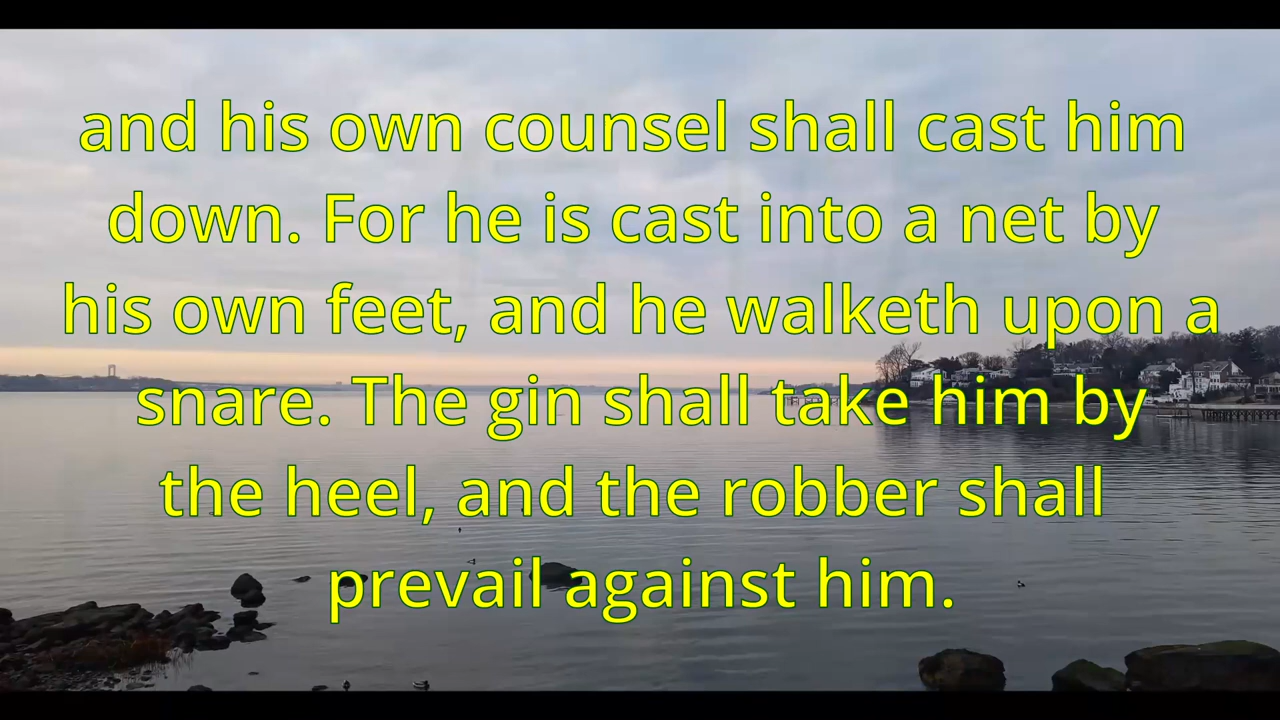 and his own counsel shall cast him
down. For he is cast into a net by
his own feet, and he walketh upon a
snare. The gin shall take him by
the heel, and the robber shall
prevail against him.